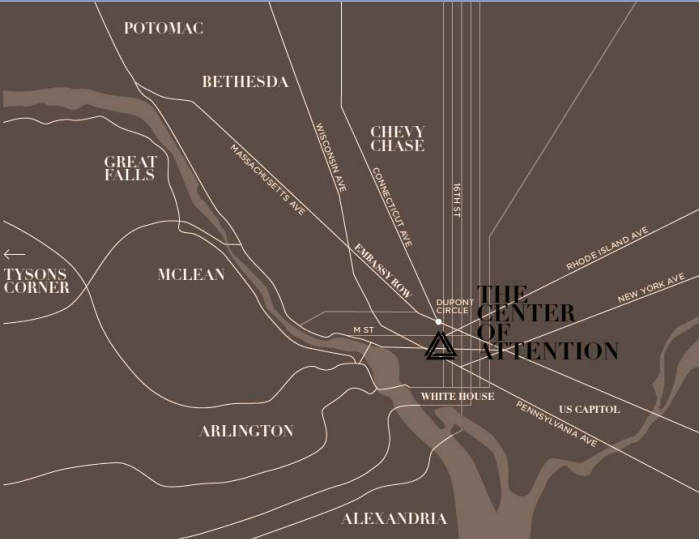 POTOMAC
BETHESDA
CHEVY
CHASE
WISCONSIN AVE
GREAT
FALLS
MASSACHUSETTS AVE
CONNECTICUT AVE
16TH ST
TYSONS
CORNER
MCLEAN
EMBASSY ROW
RHODE ISLAND AVE
NEW YORK AVE
DUPONT
CIRCLE
THE
CENTER
OF
ATTENTION
M ST
WHITE HOUSE
US CAPITOL
PENNSYLVANIA AVE
ARLINGTON
ALEXANDRIA